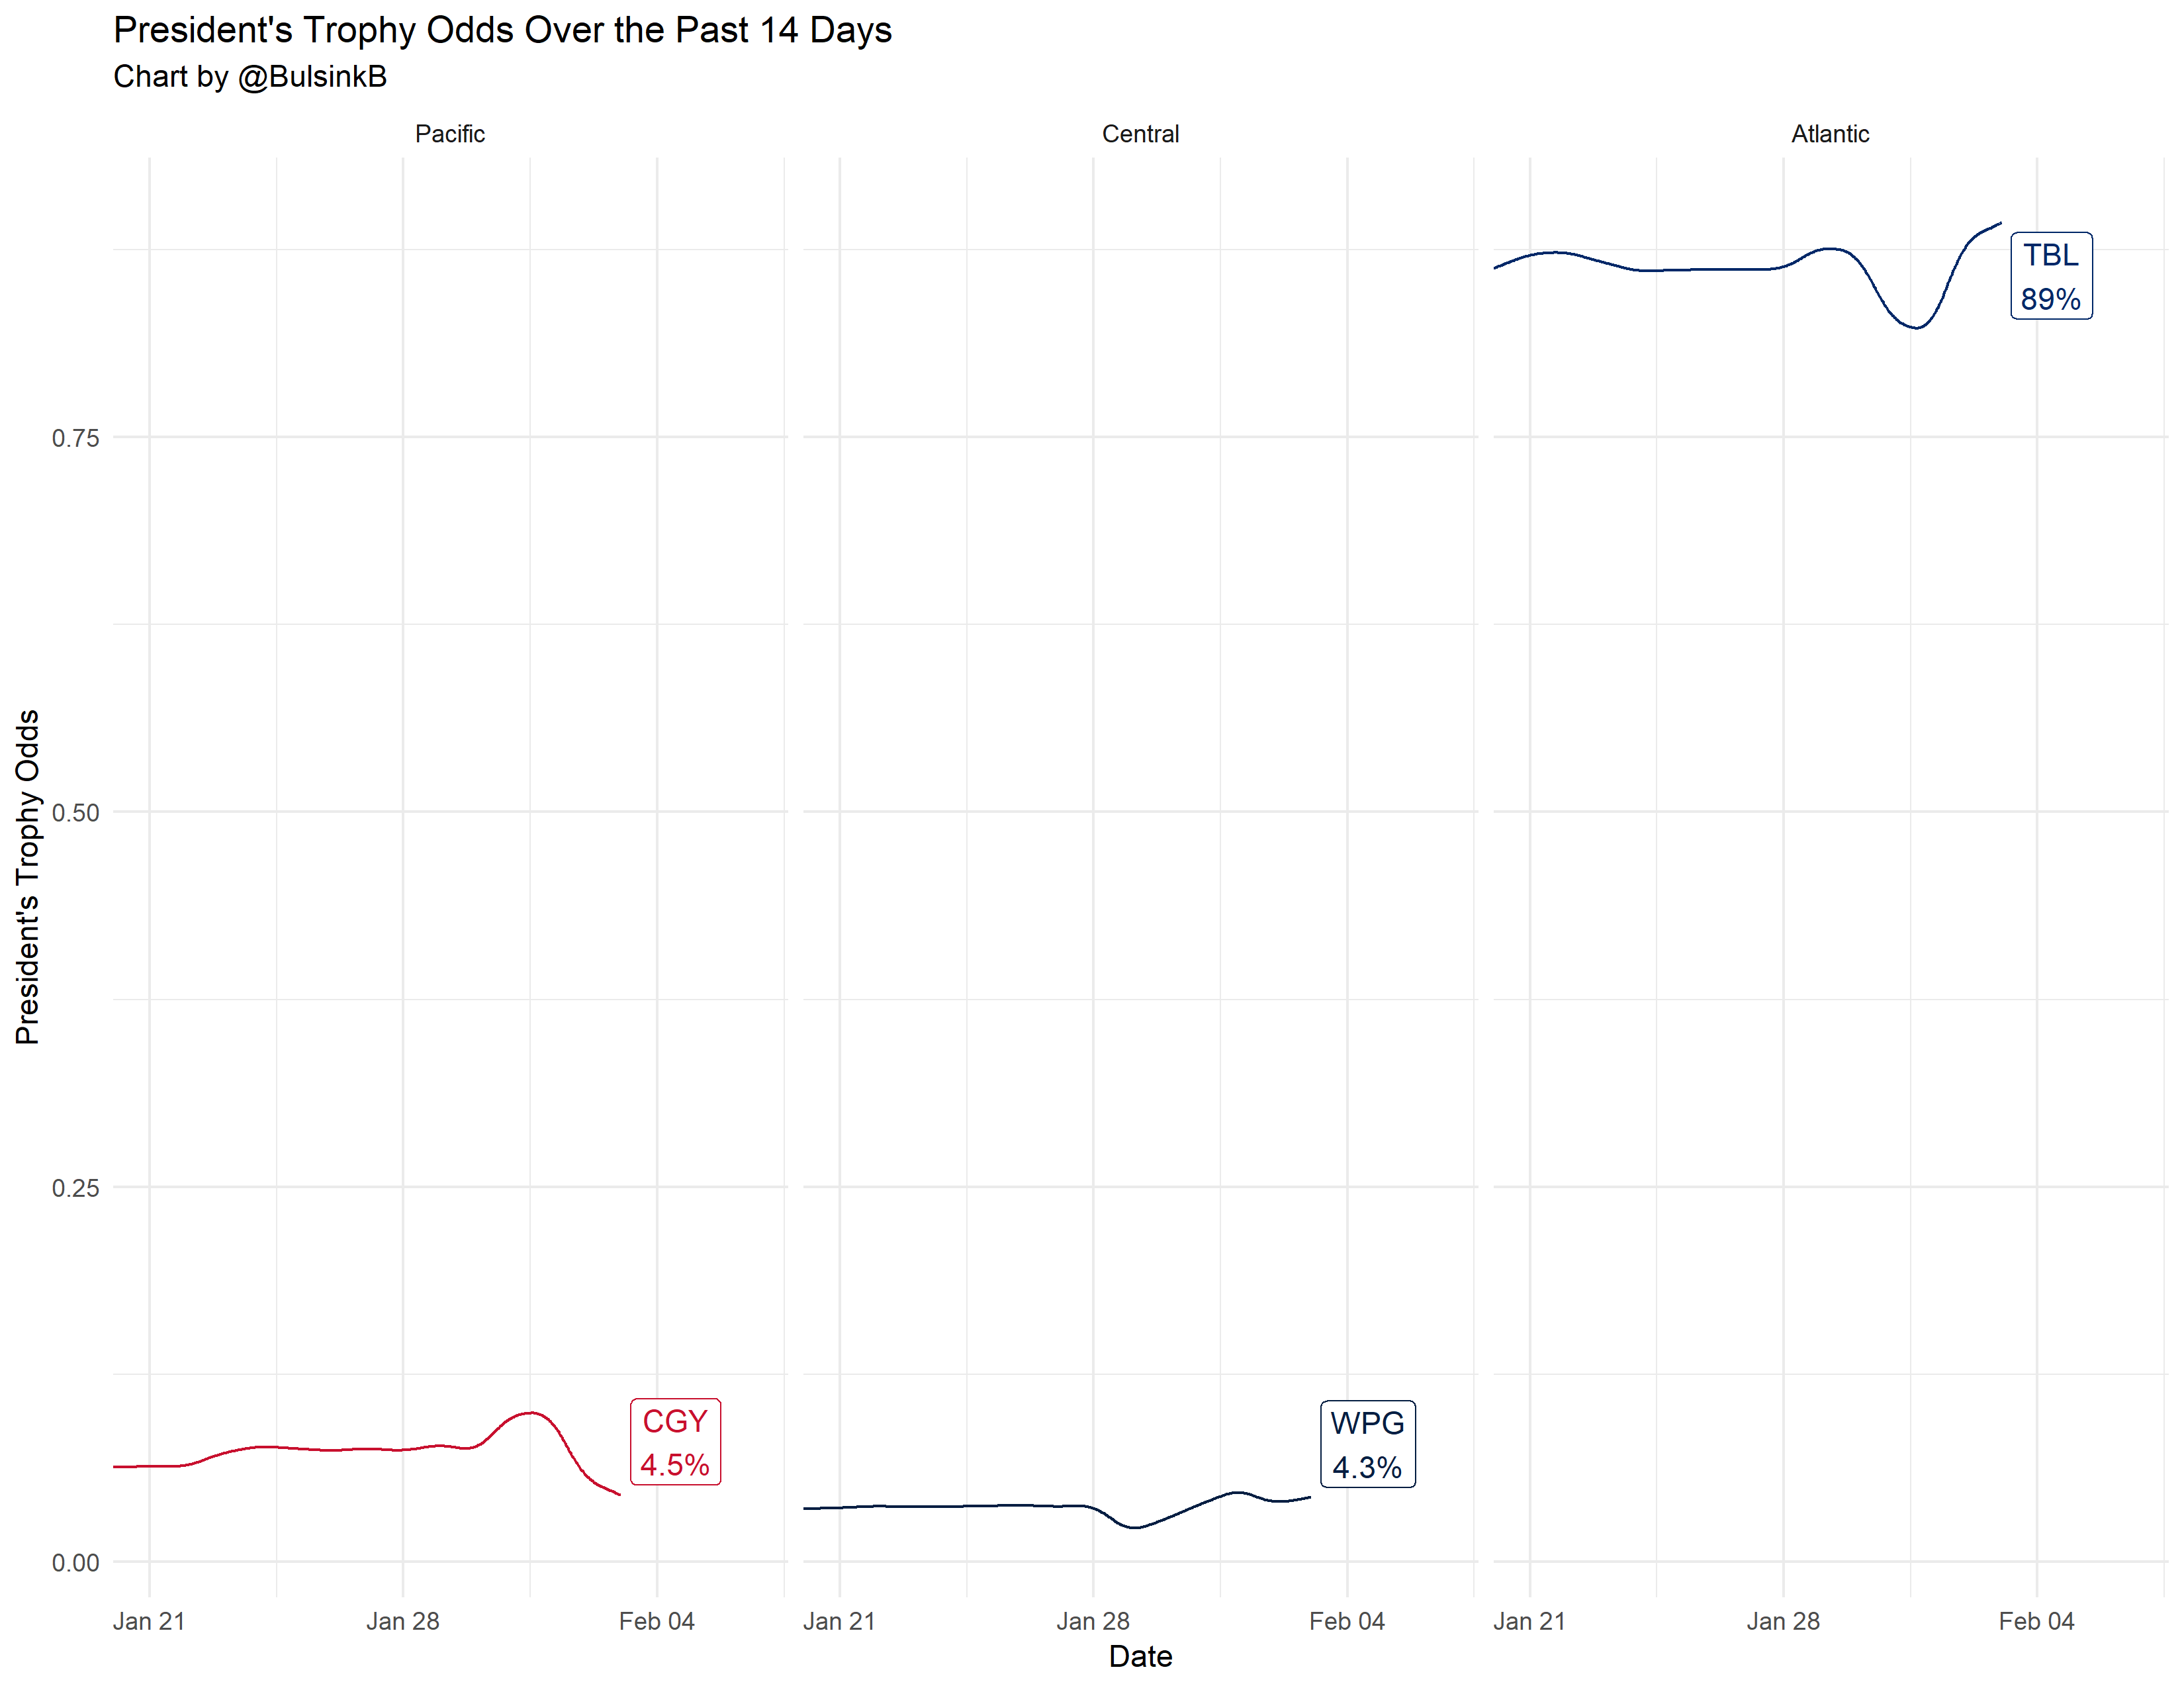 President's Trophy Odds Over the Past 14 Days
Chart by @BulsinkB
Pacific
Central
Atlantic
TBL
89%
0.75
President's Trophy Odds
0.50
0.25
CGY
4.5%
WPG
4.3%
0.00
Jan 21
Jan 28
Feb 04
Jan 21
Jan 28
Feb 04
Jan 21
Jan 28
Feb 04
Date